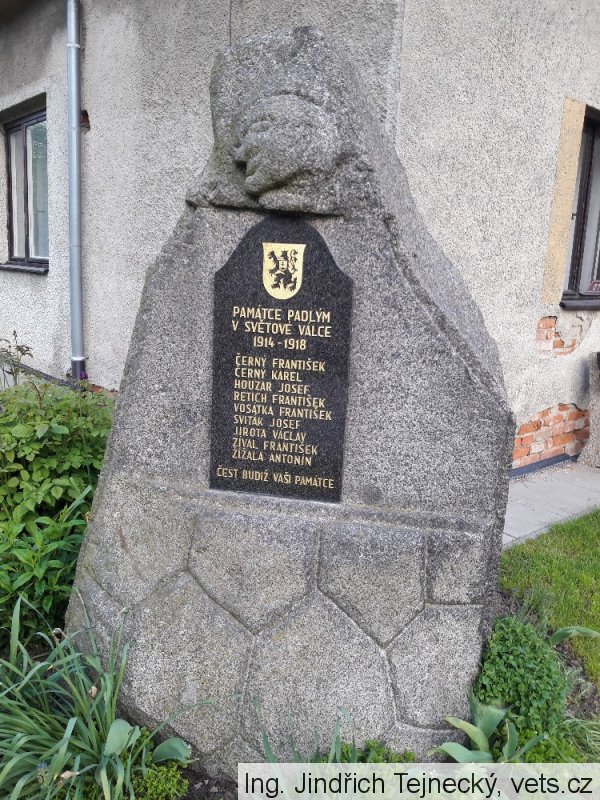 PAMÁTCE PADLÝM
V SVĚTOVÉ VÁLCE
1914 - 1918
ČERNÝ FRANTIŠEK
ČERNÝ KAREL
HOUZAR JOSEF
RETICH FRANTIŠEK
VOSÁTKA FRANTIŠEK
SVITÁK JOSEF
JIROTA VÁCLAV
ZÍVAL FRANTIŠEK
ŽÍŽALA ANTONÍN
ČEST BUDIŽ VAŠÍ PAMÁTCE
Ing. Jindřich Tejnecký, vets.cz